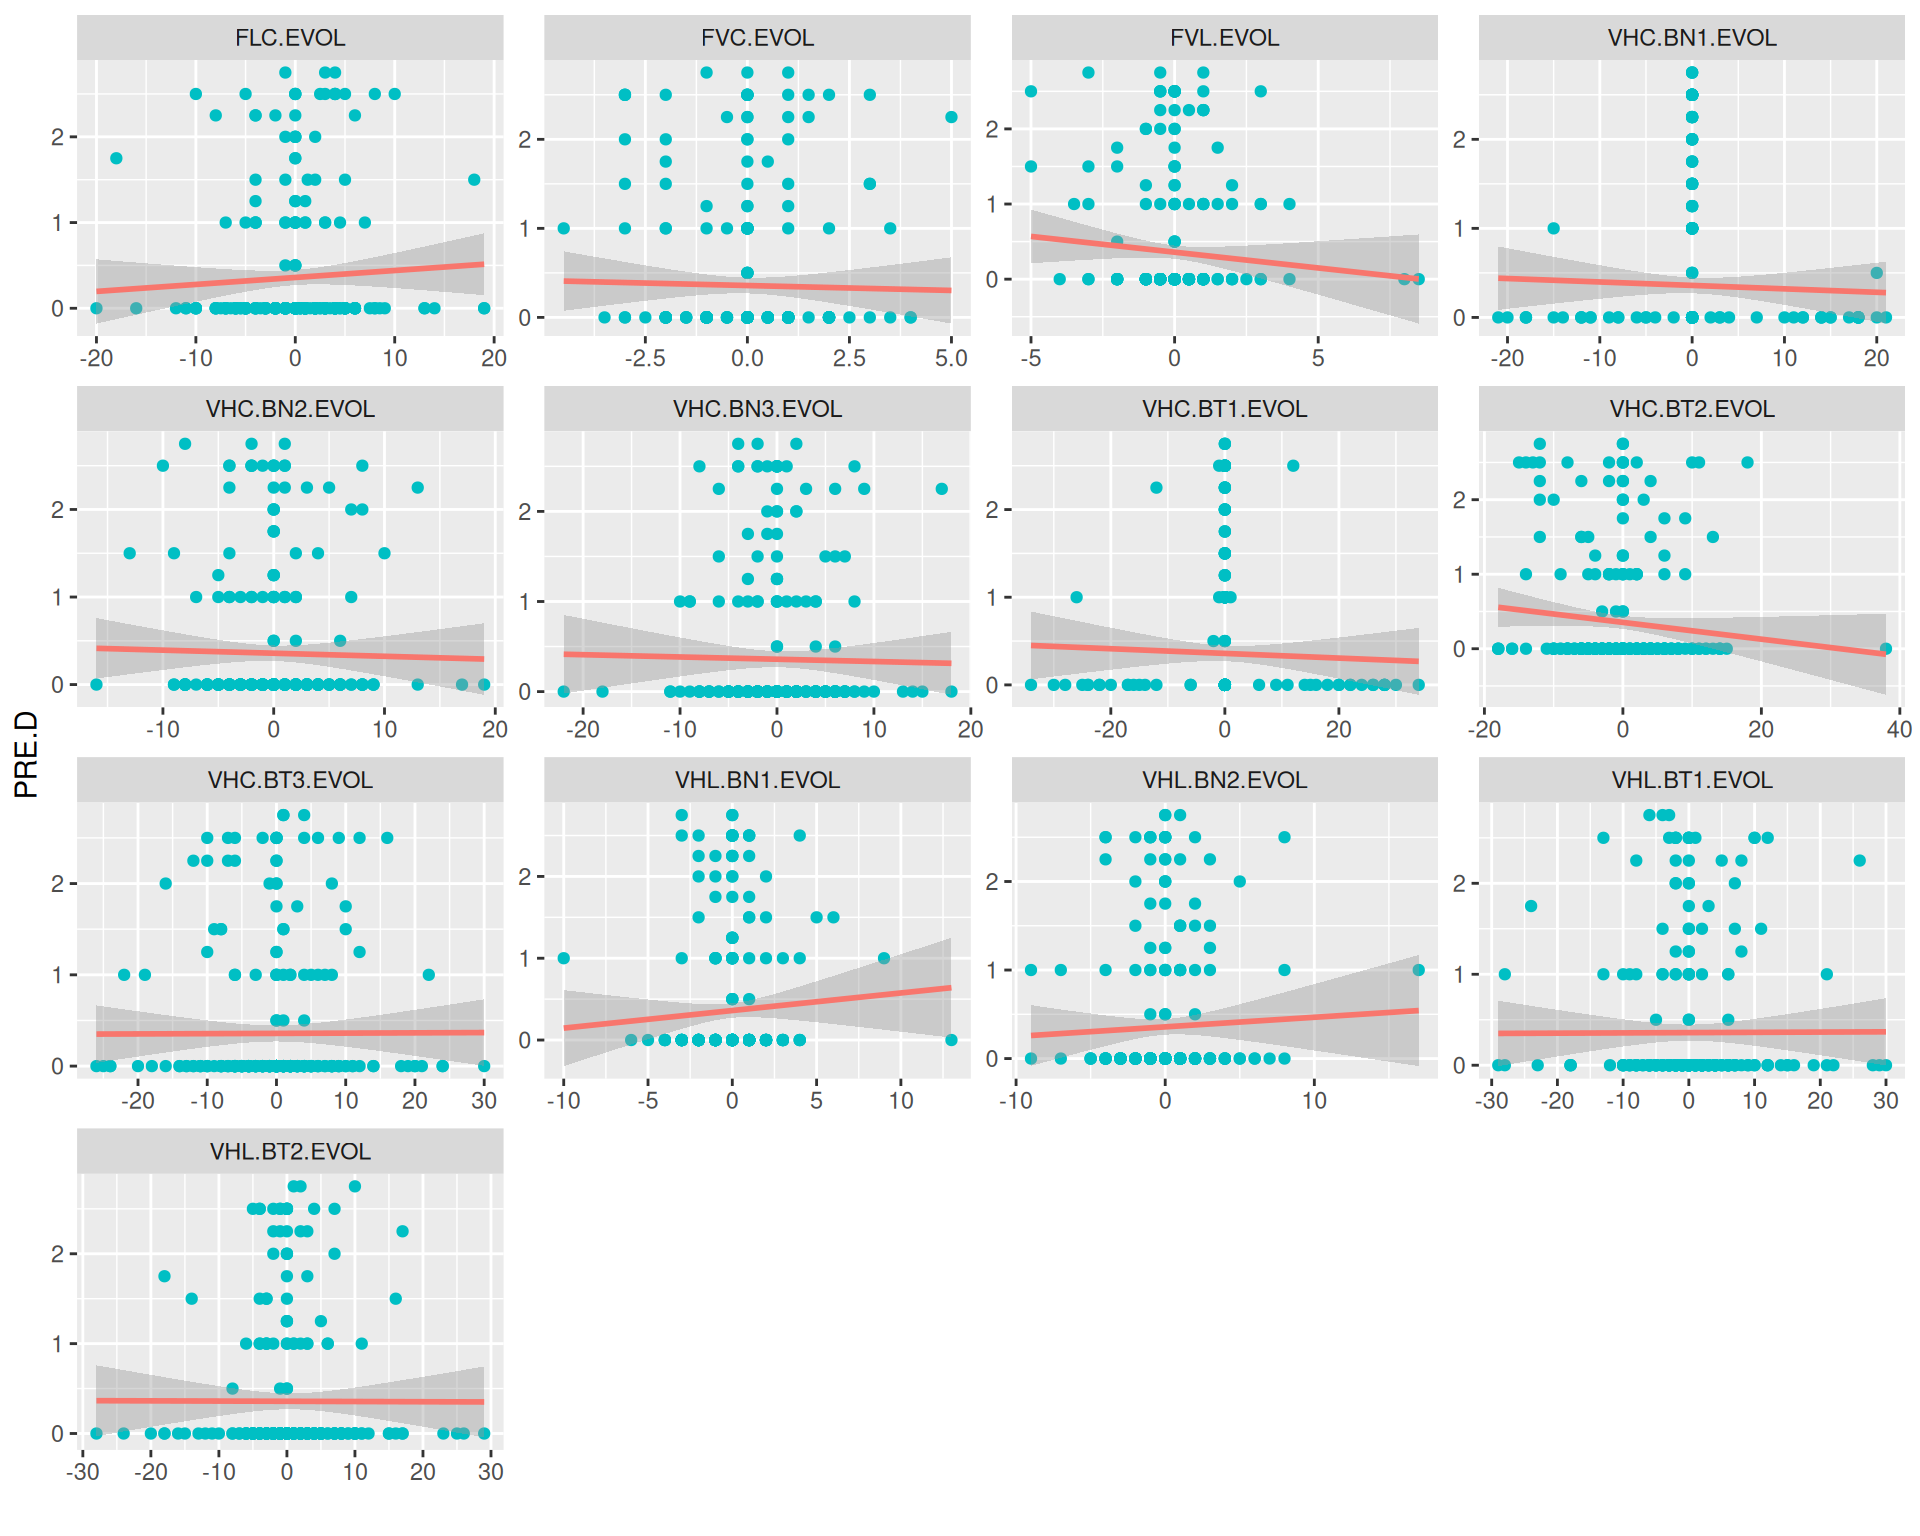 FLC.EVOL FVC.EVOL FVL.EVOL VHC.BN1.EVOL
2 2 2 2
1 1 1 1
0 0 0 0
-20 -10 0 10 20 -2.5 0.0 2.5 5.0 -5 0 5 -20 -10 0 10 20
VHC.BN2.EVOL VHC.BN3.EVOL VHC.BT1.EVOL VHC.BT2.EVOL
2 2 2 2
1 1 1 1
0 0 0 0
-10 0 10 20 -20 -10 0 10 20 -20 0 20 -20 0 20 40
PRE.D
VHC.BT3.EVOL VHL.BN1.EVOL VHL.BN2.EVOL VHL.BT1.EVOL
2 2 2 2
1 1 1 1
0 0 0 0
-20 -10 0 10 20 30 -10 -5 0 5 10 -10 0 10 -30 -20 -10 0 10 20 30
VHL.BT2.EVOL
2
1
0
-30 -20 -10 0 10 20 30